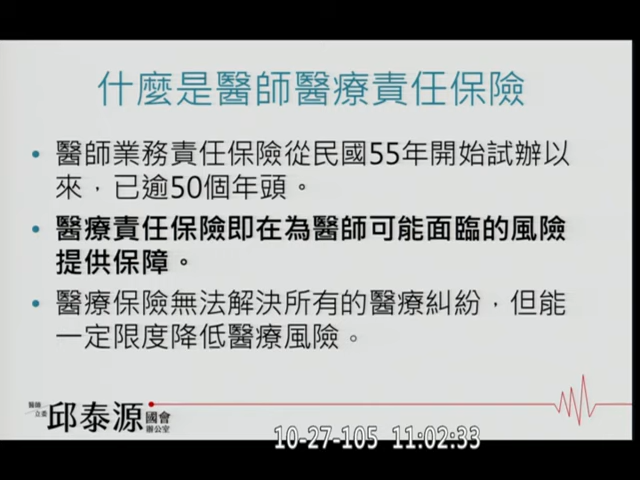 什麼是醫師醫療責任保險
• 醫師業務責任保險從民國55年開始試辦以
來，已逾50個年頭。
• 醫療責任保險即在為醫師可能面臨的風險
提供保障。
• 醫療保險無法解決所有的醫療糾紛，但能
一定限度降低醫療風險。
醫師
立委
邱泰源
國會
辦公室
10-27-105 11:02:33